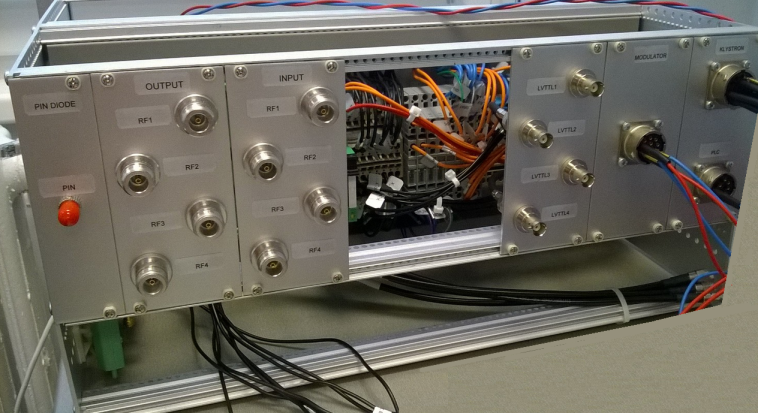 PIN DIODE
PIN
OUTPUT
RF1
RF2
RF3
RF4
INPUT
RF1
RF2
RF3
RF4
LVTTL1
LVTTL2
LVTTL3
LVTTL4
MODULATOR
KLYSTRON